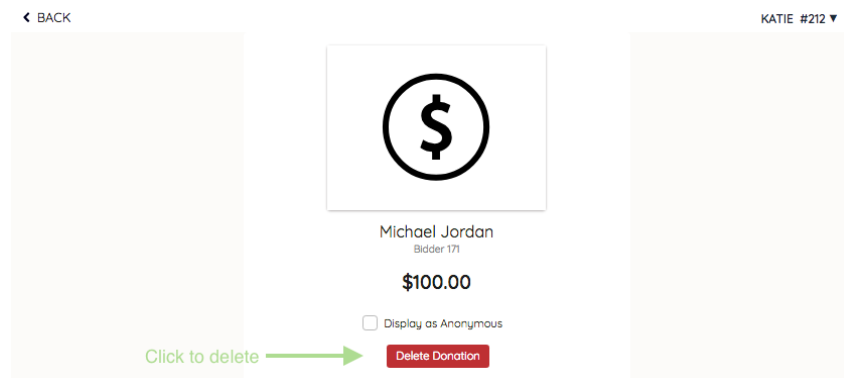 BACK
KATIE #212
$
Michael Jordan
Bidder 171
$100.00
Display as Anonymous
Click to delete
Delete Donation